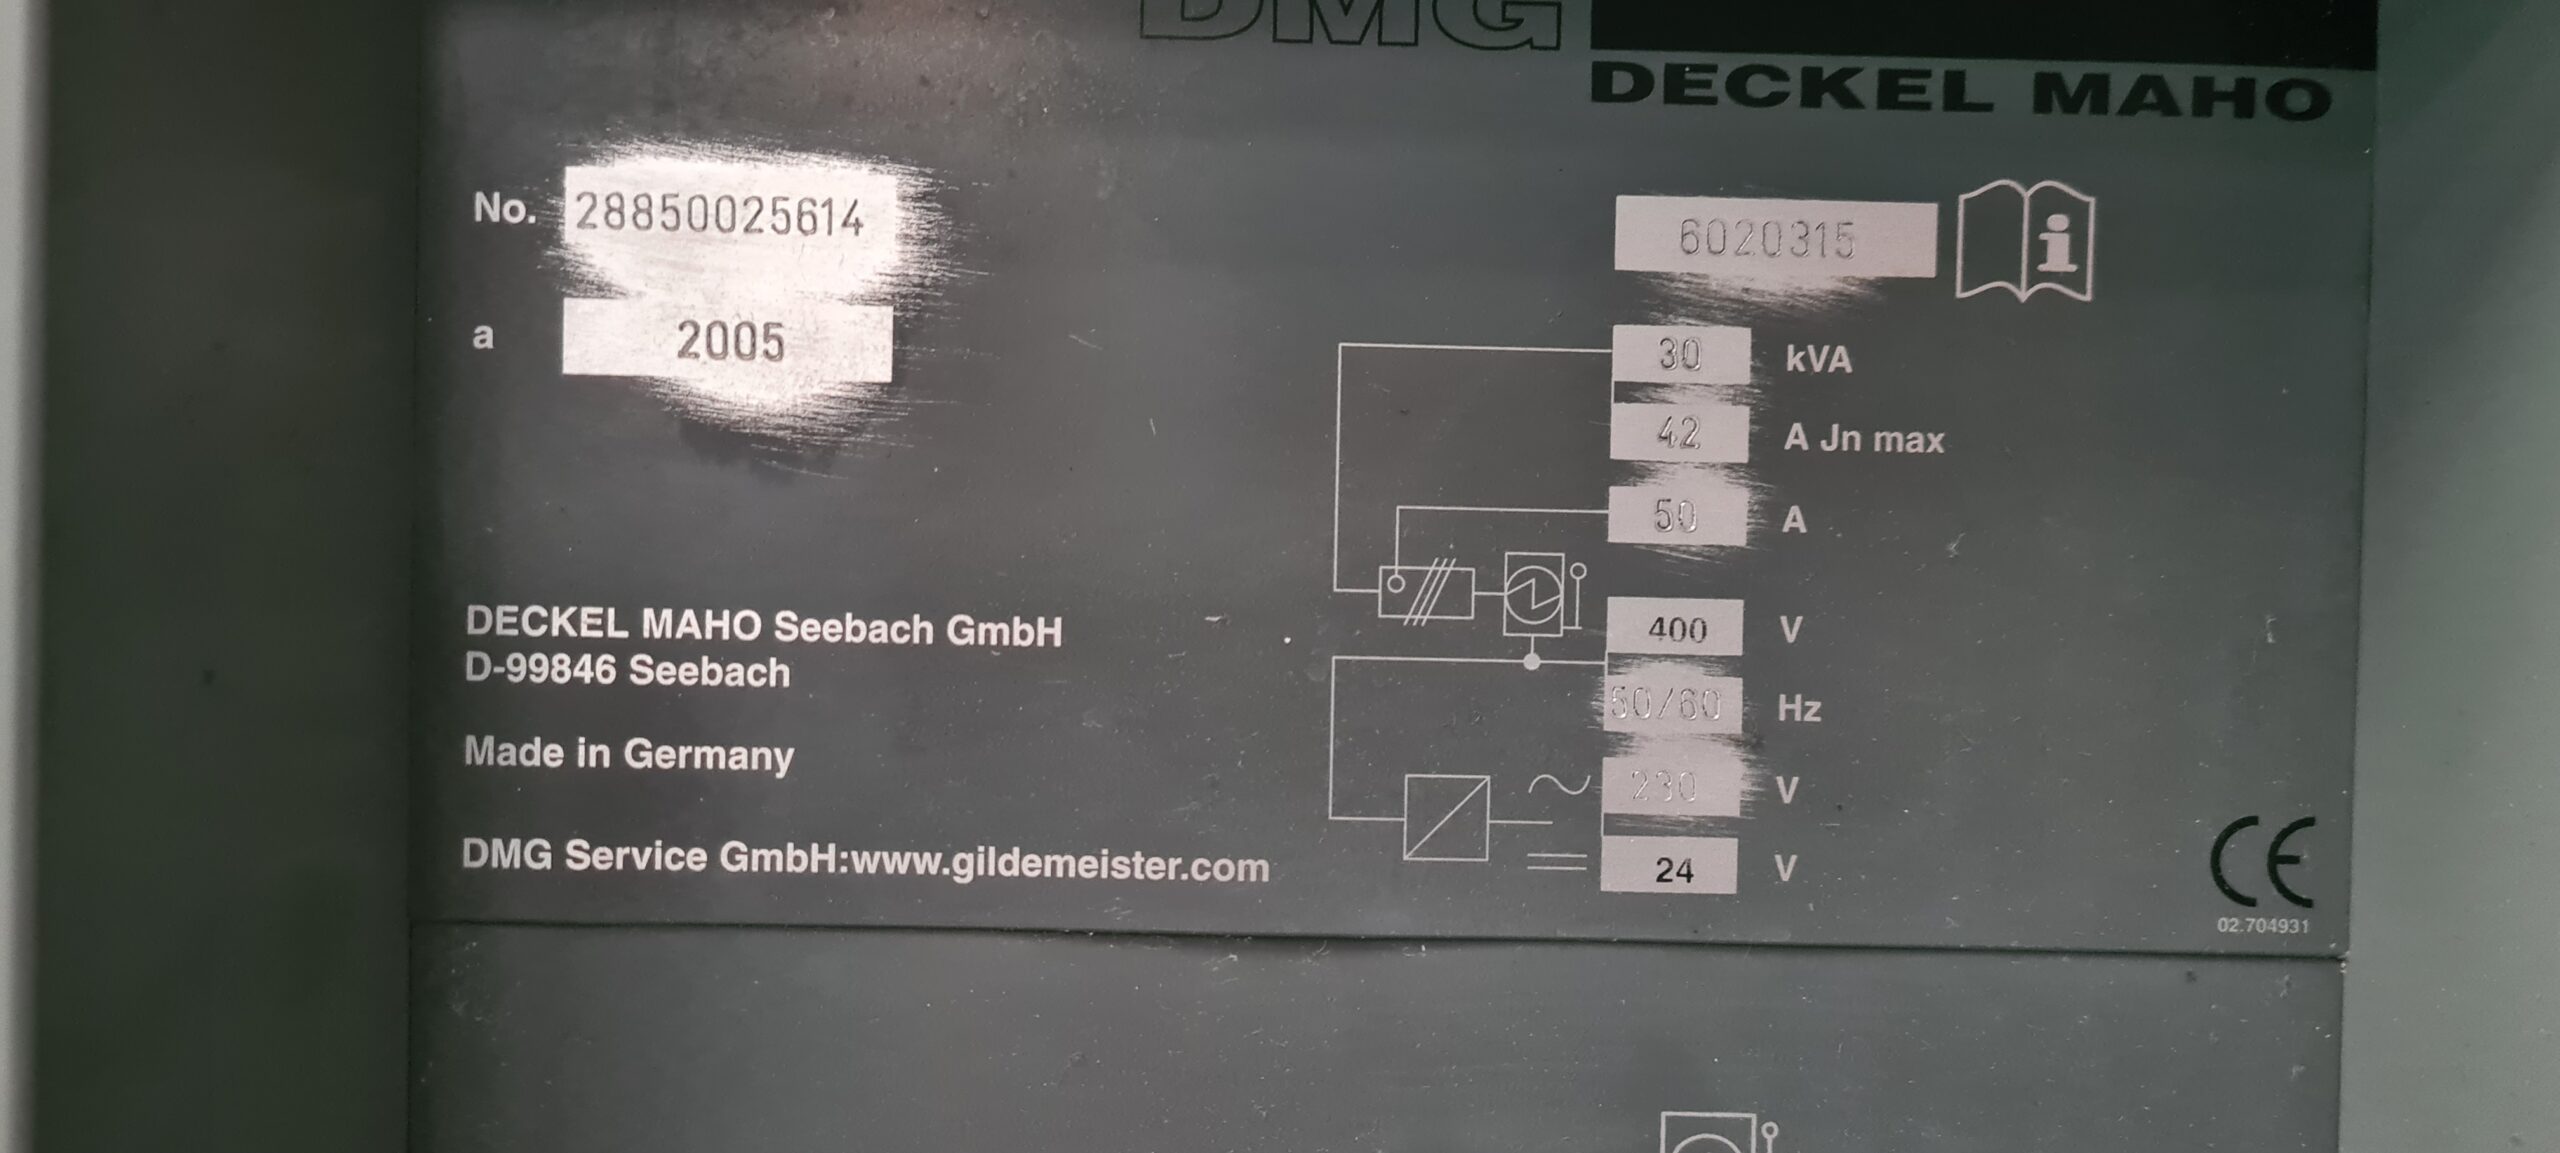 DMG
DECKEL MAHO
No. 28850025614
6020315
a 2005
30 kVA
42 A Jn max
50 A
400 V
50/60 Hz
230 V
24 V
DECKEL MAHO Seebach GmbH
D-99846 Seebach
Made in Germany
DMG Service GmbH:www.gildemeister.com
CE
02.704931